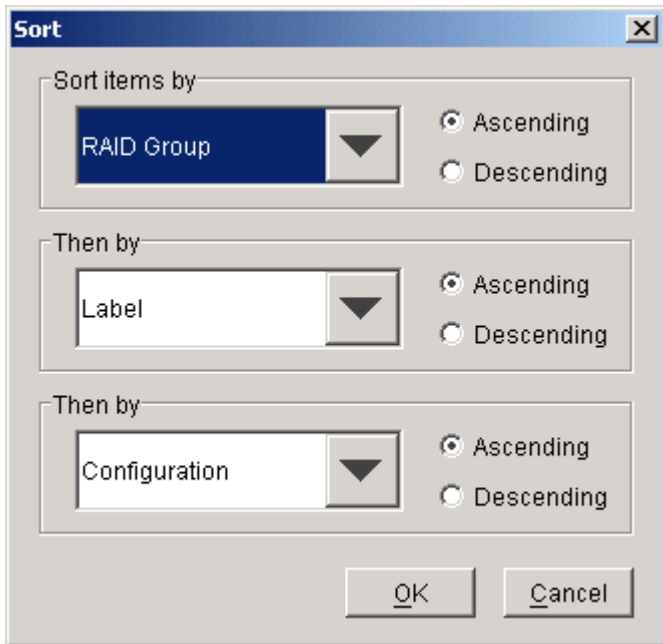 Sort
Sort items by
RAID Group
Ascending
Descending
Then by
Label
Ascending
Descending
Then by
Configuration
Ascending
Descending
OK
Cancel